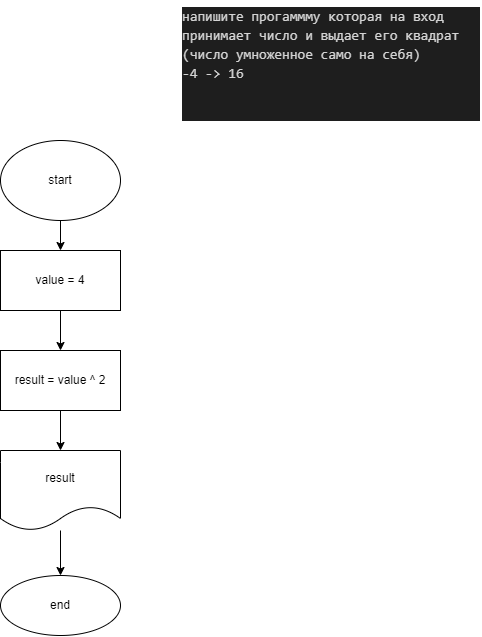 напишите прогаммму которая на вход
принимает число и выдает его квадрат
(число умноженное само на себя)
-4 -> 16
start
value = 4
result = value ^ 2
result
end